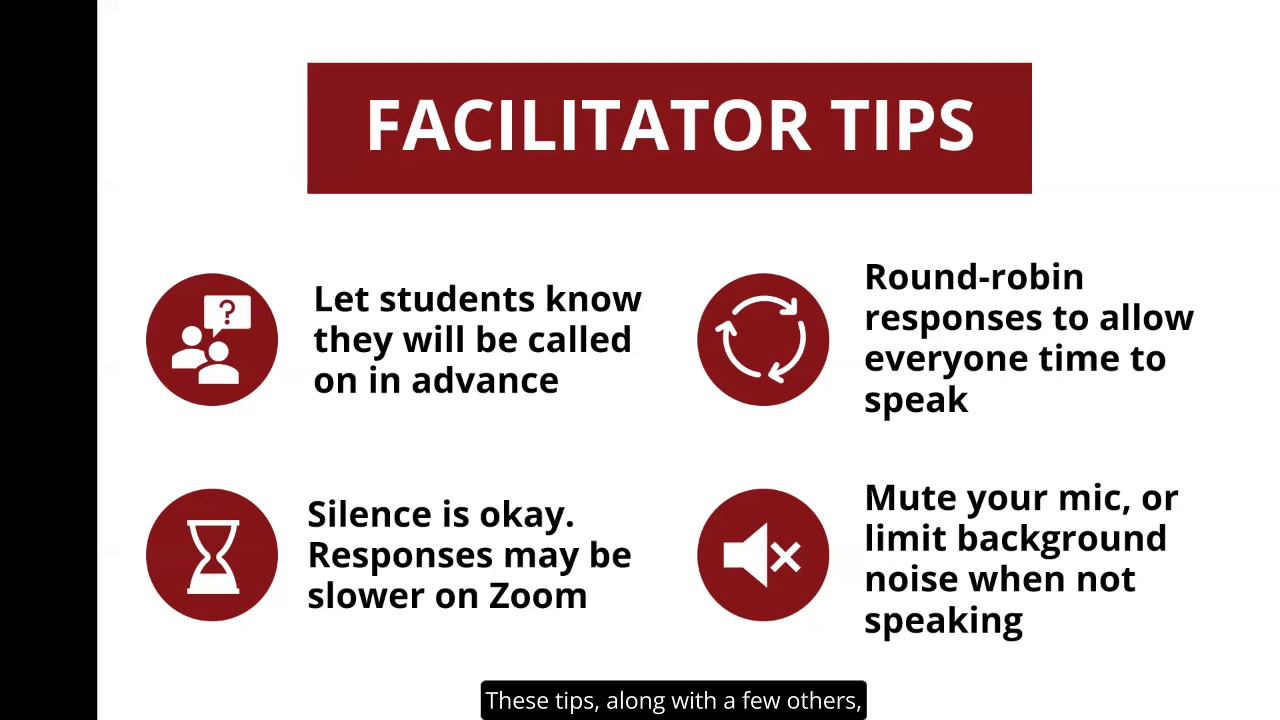 FACILITATOR TIPS
?
Let students know
they will be called
on in advance
Round-robin
responses to allow
everyone time to
speak
Silence is okay.
Responses may be
slower on Zoom
Mute your mic, or
limit background
noise when not
speaking
These tips, along with a few others,